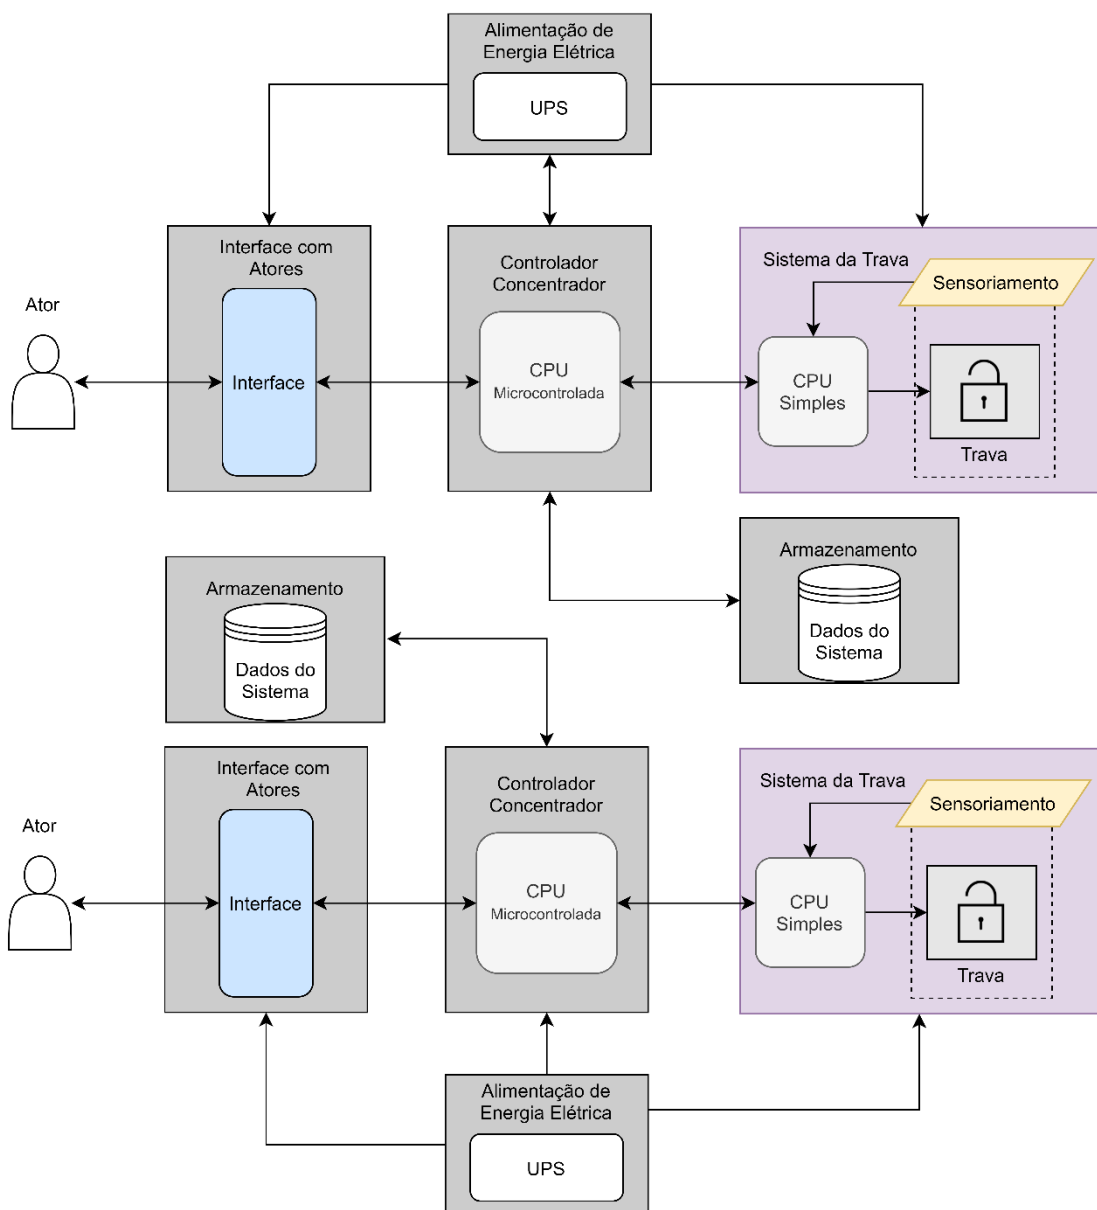 Alimentação de
Energia Elétrica
UPS
Interface com
Atores
Controlador
Concentrador
Sistema da Trava
Sensoriamento
Ator
Interface
CPU
Microcontrolada
CPU
Simples
Trava
Armazenamento
Dados do
Sistema
Armazenamento
Dados do
Sistema
Interface com
Atores
Controlador
Concentrador
Sistema da Trava
Sensoriamento
Ator
Interface
CPU
Microcontrolada
CPU
Simples
Trava
Alimentação de
Energia Elétrica
UPS